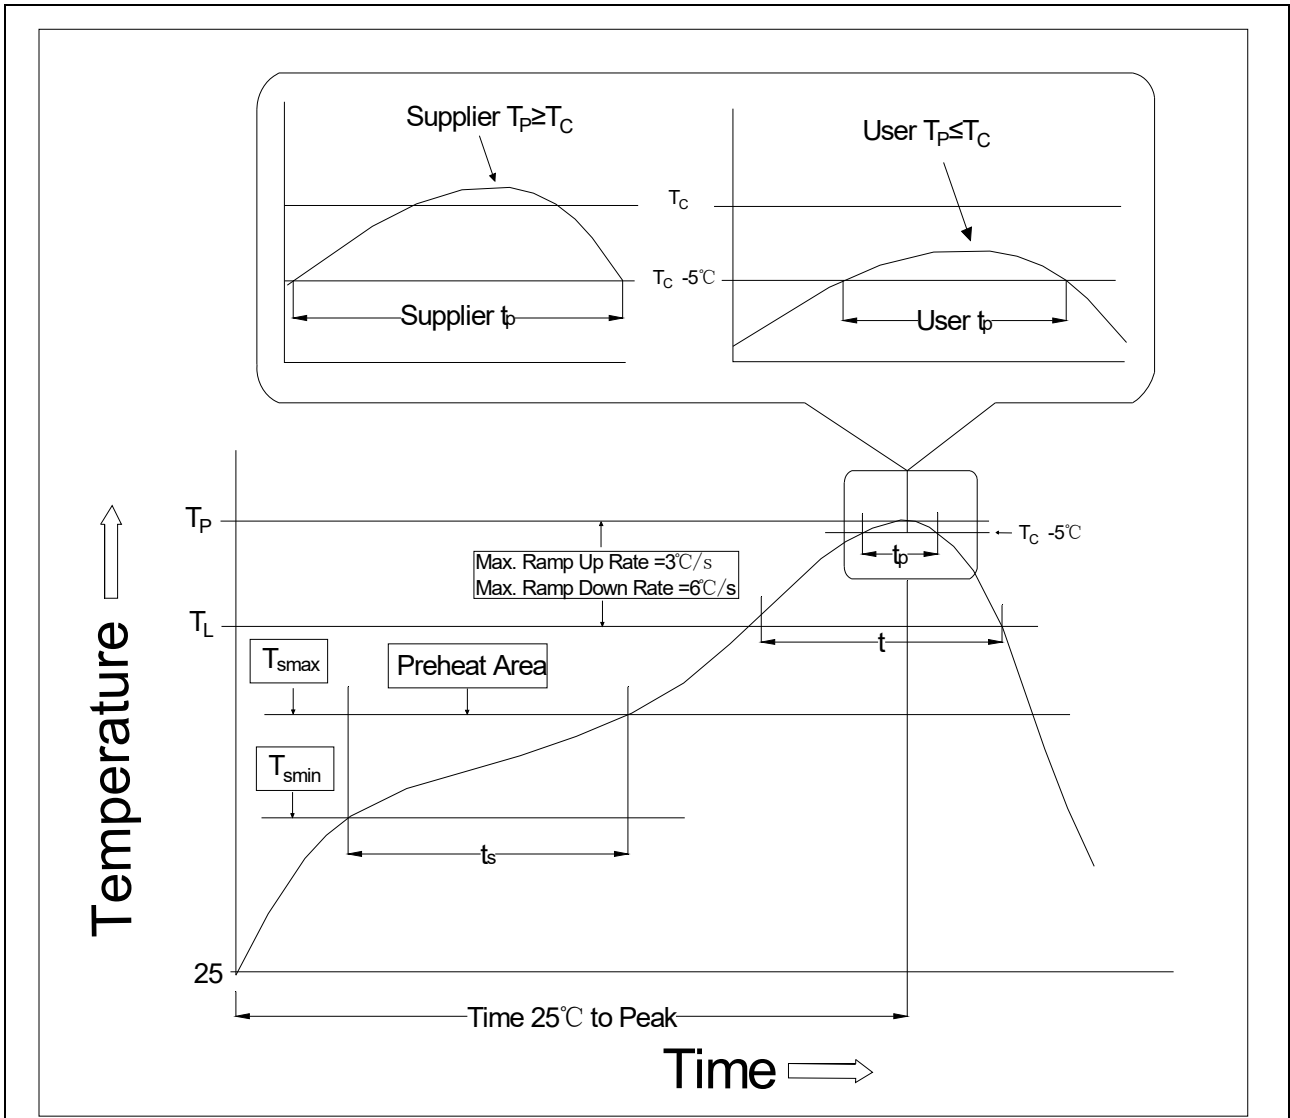 Supplier TP≥TC
User TP≤TC
TC
TC -5℃
Supplier tp
User tp
TP
TC -5℃
Max. Ramp Up Rate =3℃/s
Max. Ramp Down Rate =6℃/s
tp
TL
t
Tsmax
Preheat Area
Tsmin
ts
Temperature
25
Time 25℃ to Peak
Time